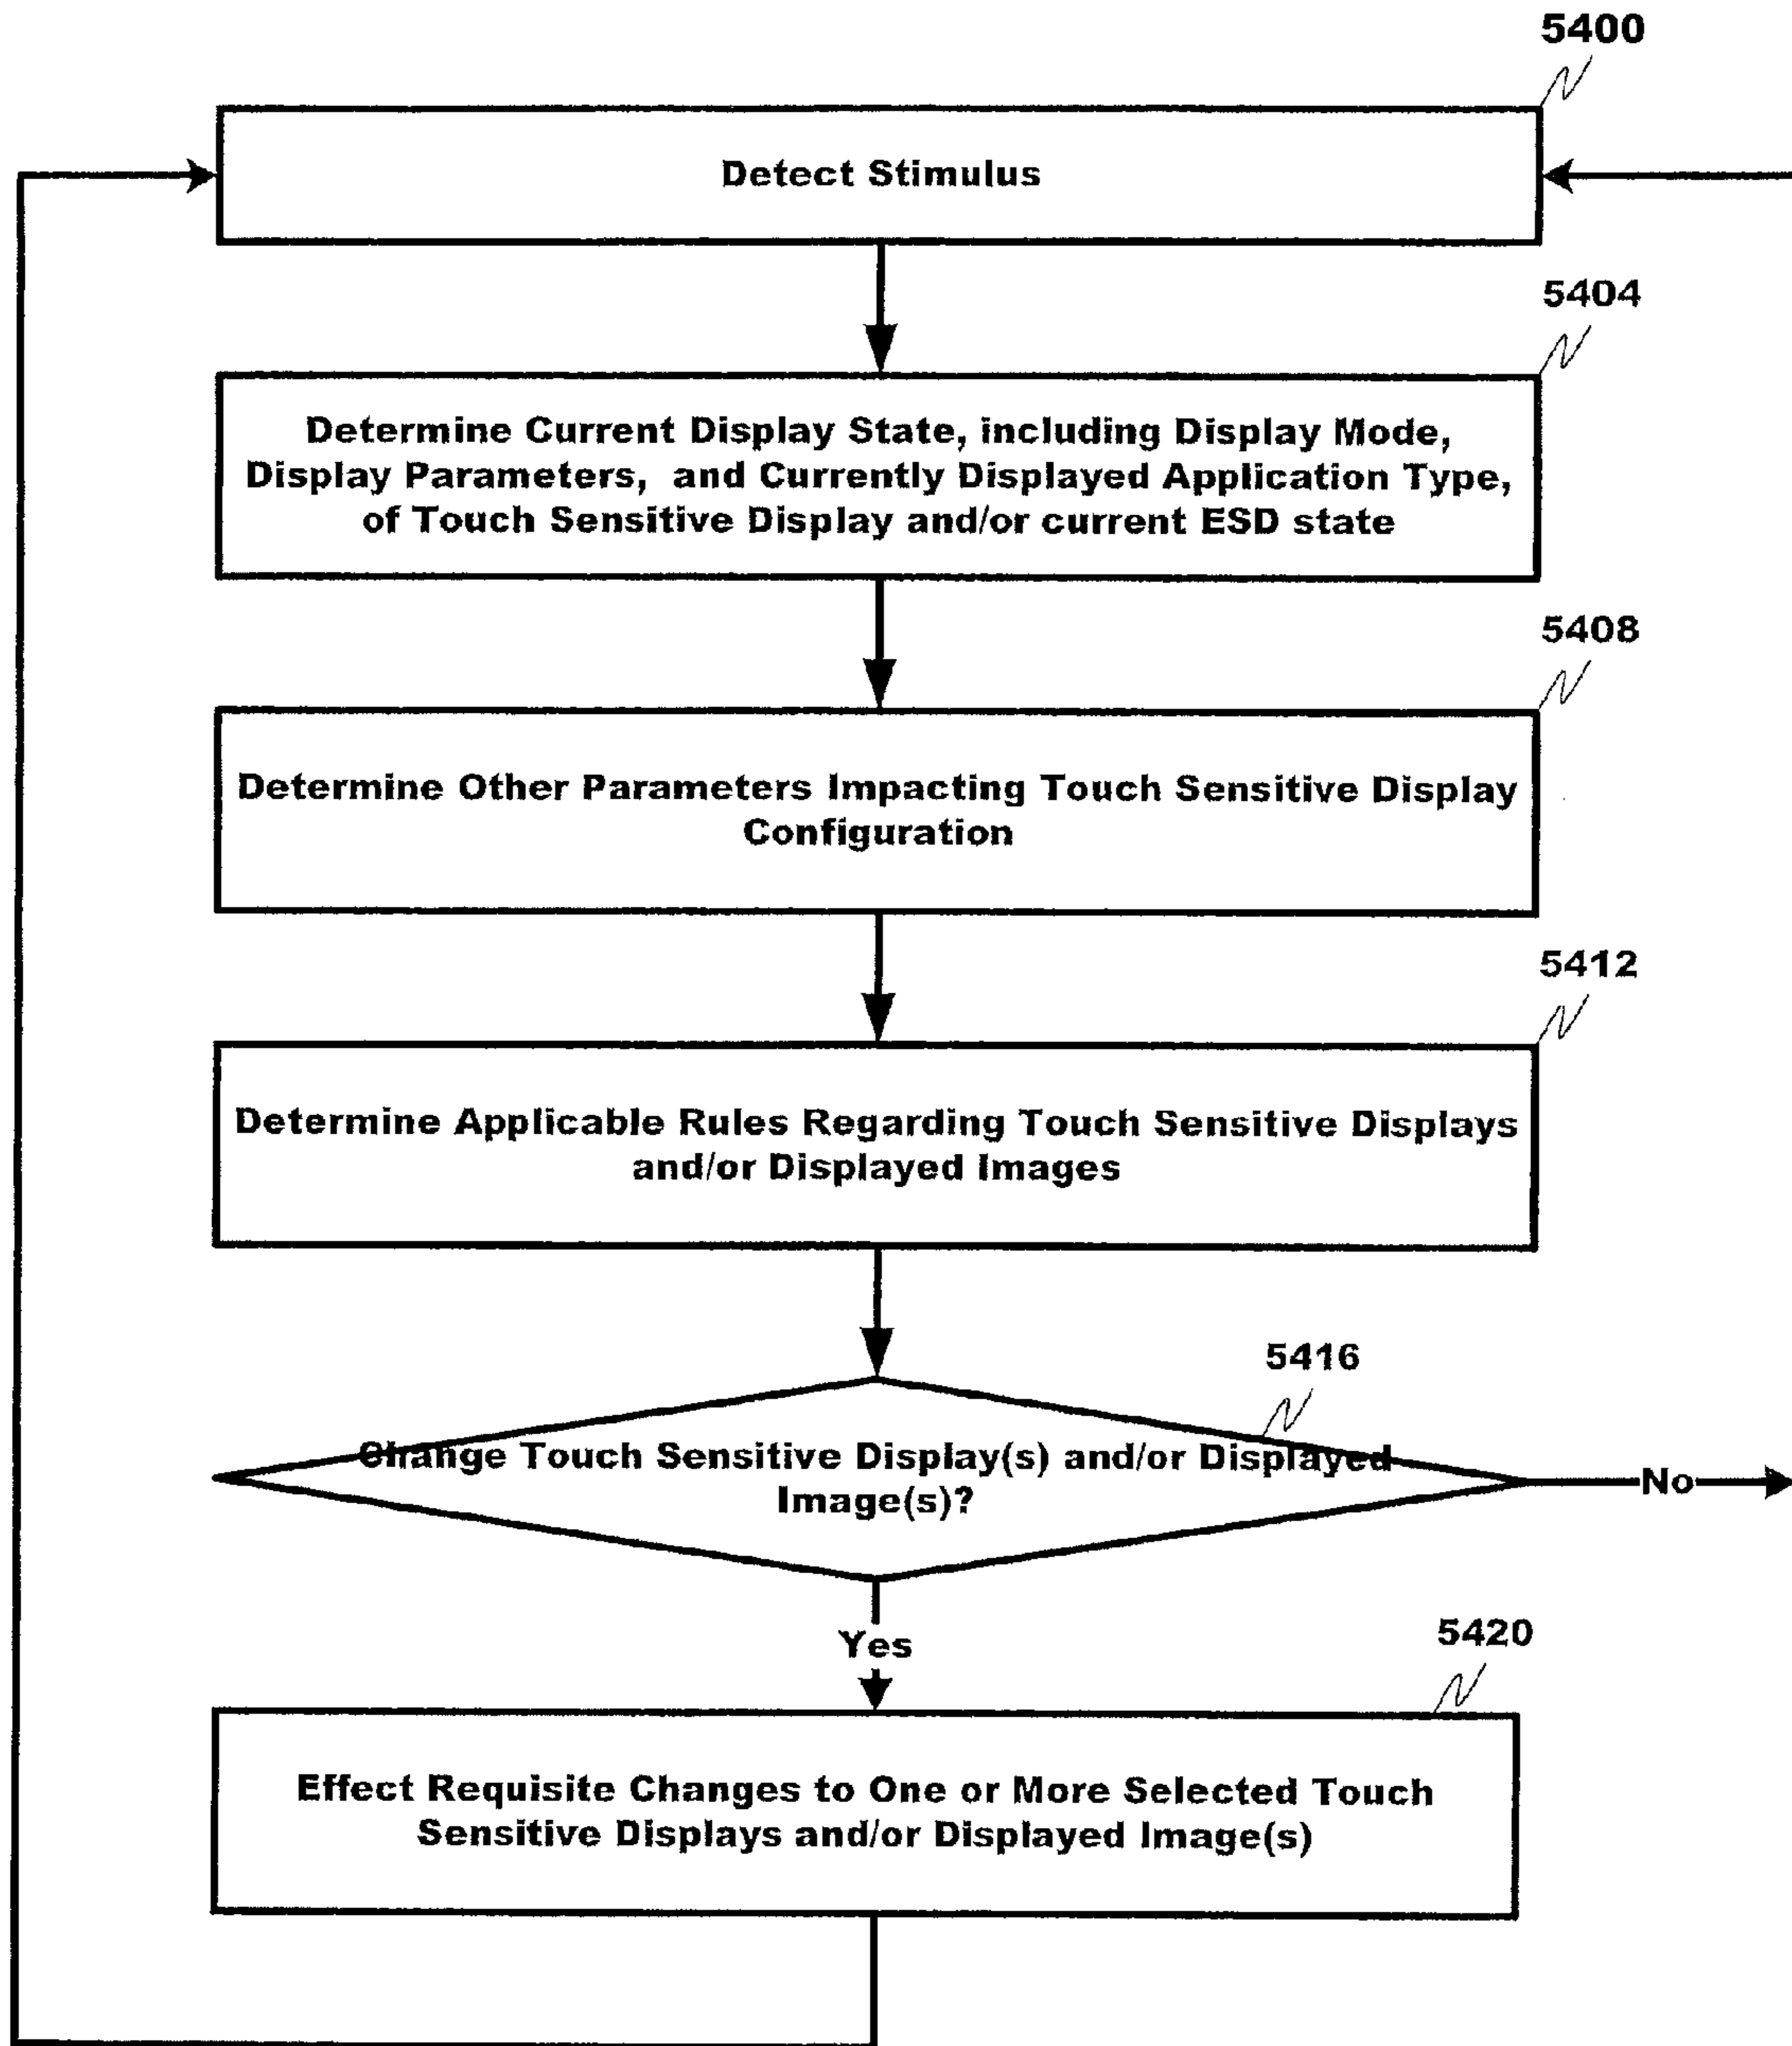 5400
Detect Stimulus
5404
Determine Current Display State, including Display Mode,
Display Parameters, and Currently Displayed Application Type,
of Touch Sensitive Display and/or current ESD state
5408
Determine Other Parameters Impacting Touch Sensitive Display
Configuration
5412
Determine Applicable Rules Regarding Touch Sensitive Displays
and/or Displayed Images
5416
Change Touch Sensitive Display(s) and/or Displayed
Image(s)?
No
Yes
5420
Effect Requisite Changes to One or More Selected Touch
Sensitive Displays and/or Displayed Image(s)